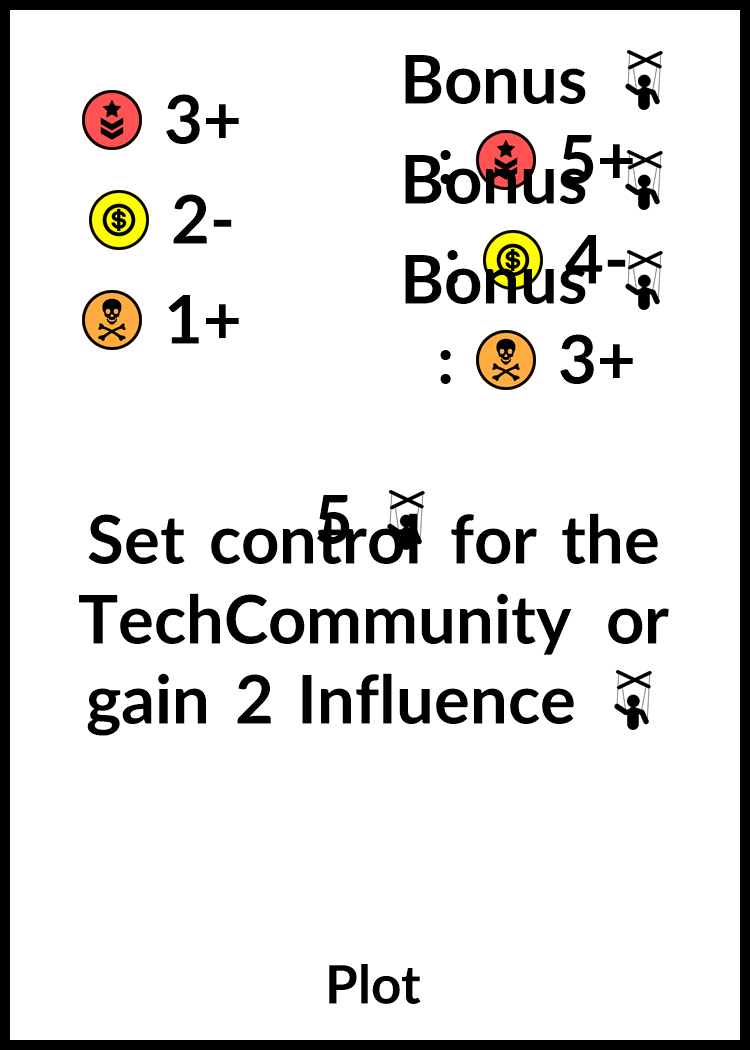 3+
Bonus
: 5+
2-
Bonus
: 4-
1+
Bonus
: 3+
5
Set control for the
TechCommunity or
gain 2 Influence
Plot